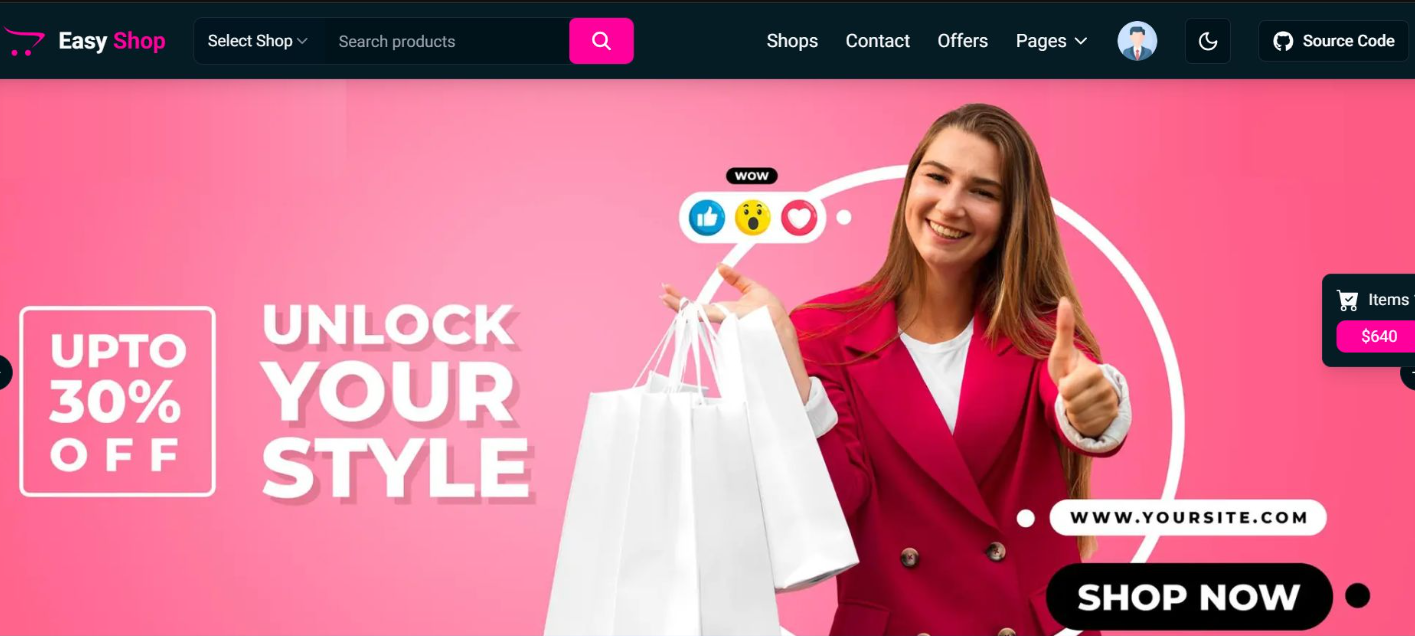 Easy Shop
Select Shop
Search products
Shops
Contact
Offers
Pages
Source Code
WOW
Items
$640
UPTO
30%
OFF
UNLOCK
YOUR
STYLE
WWW.YOURSITE.COM
SHOP NOW